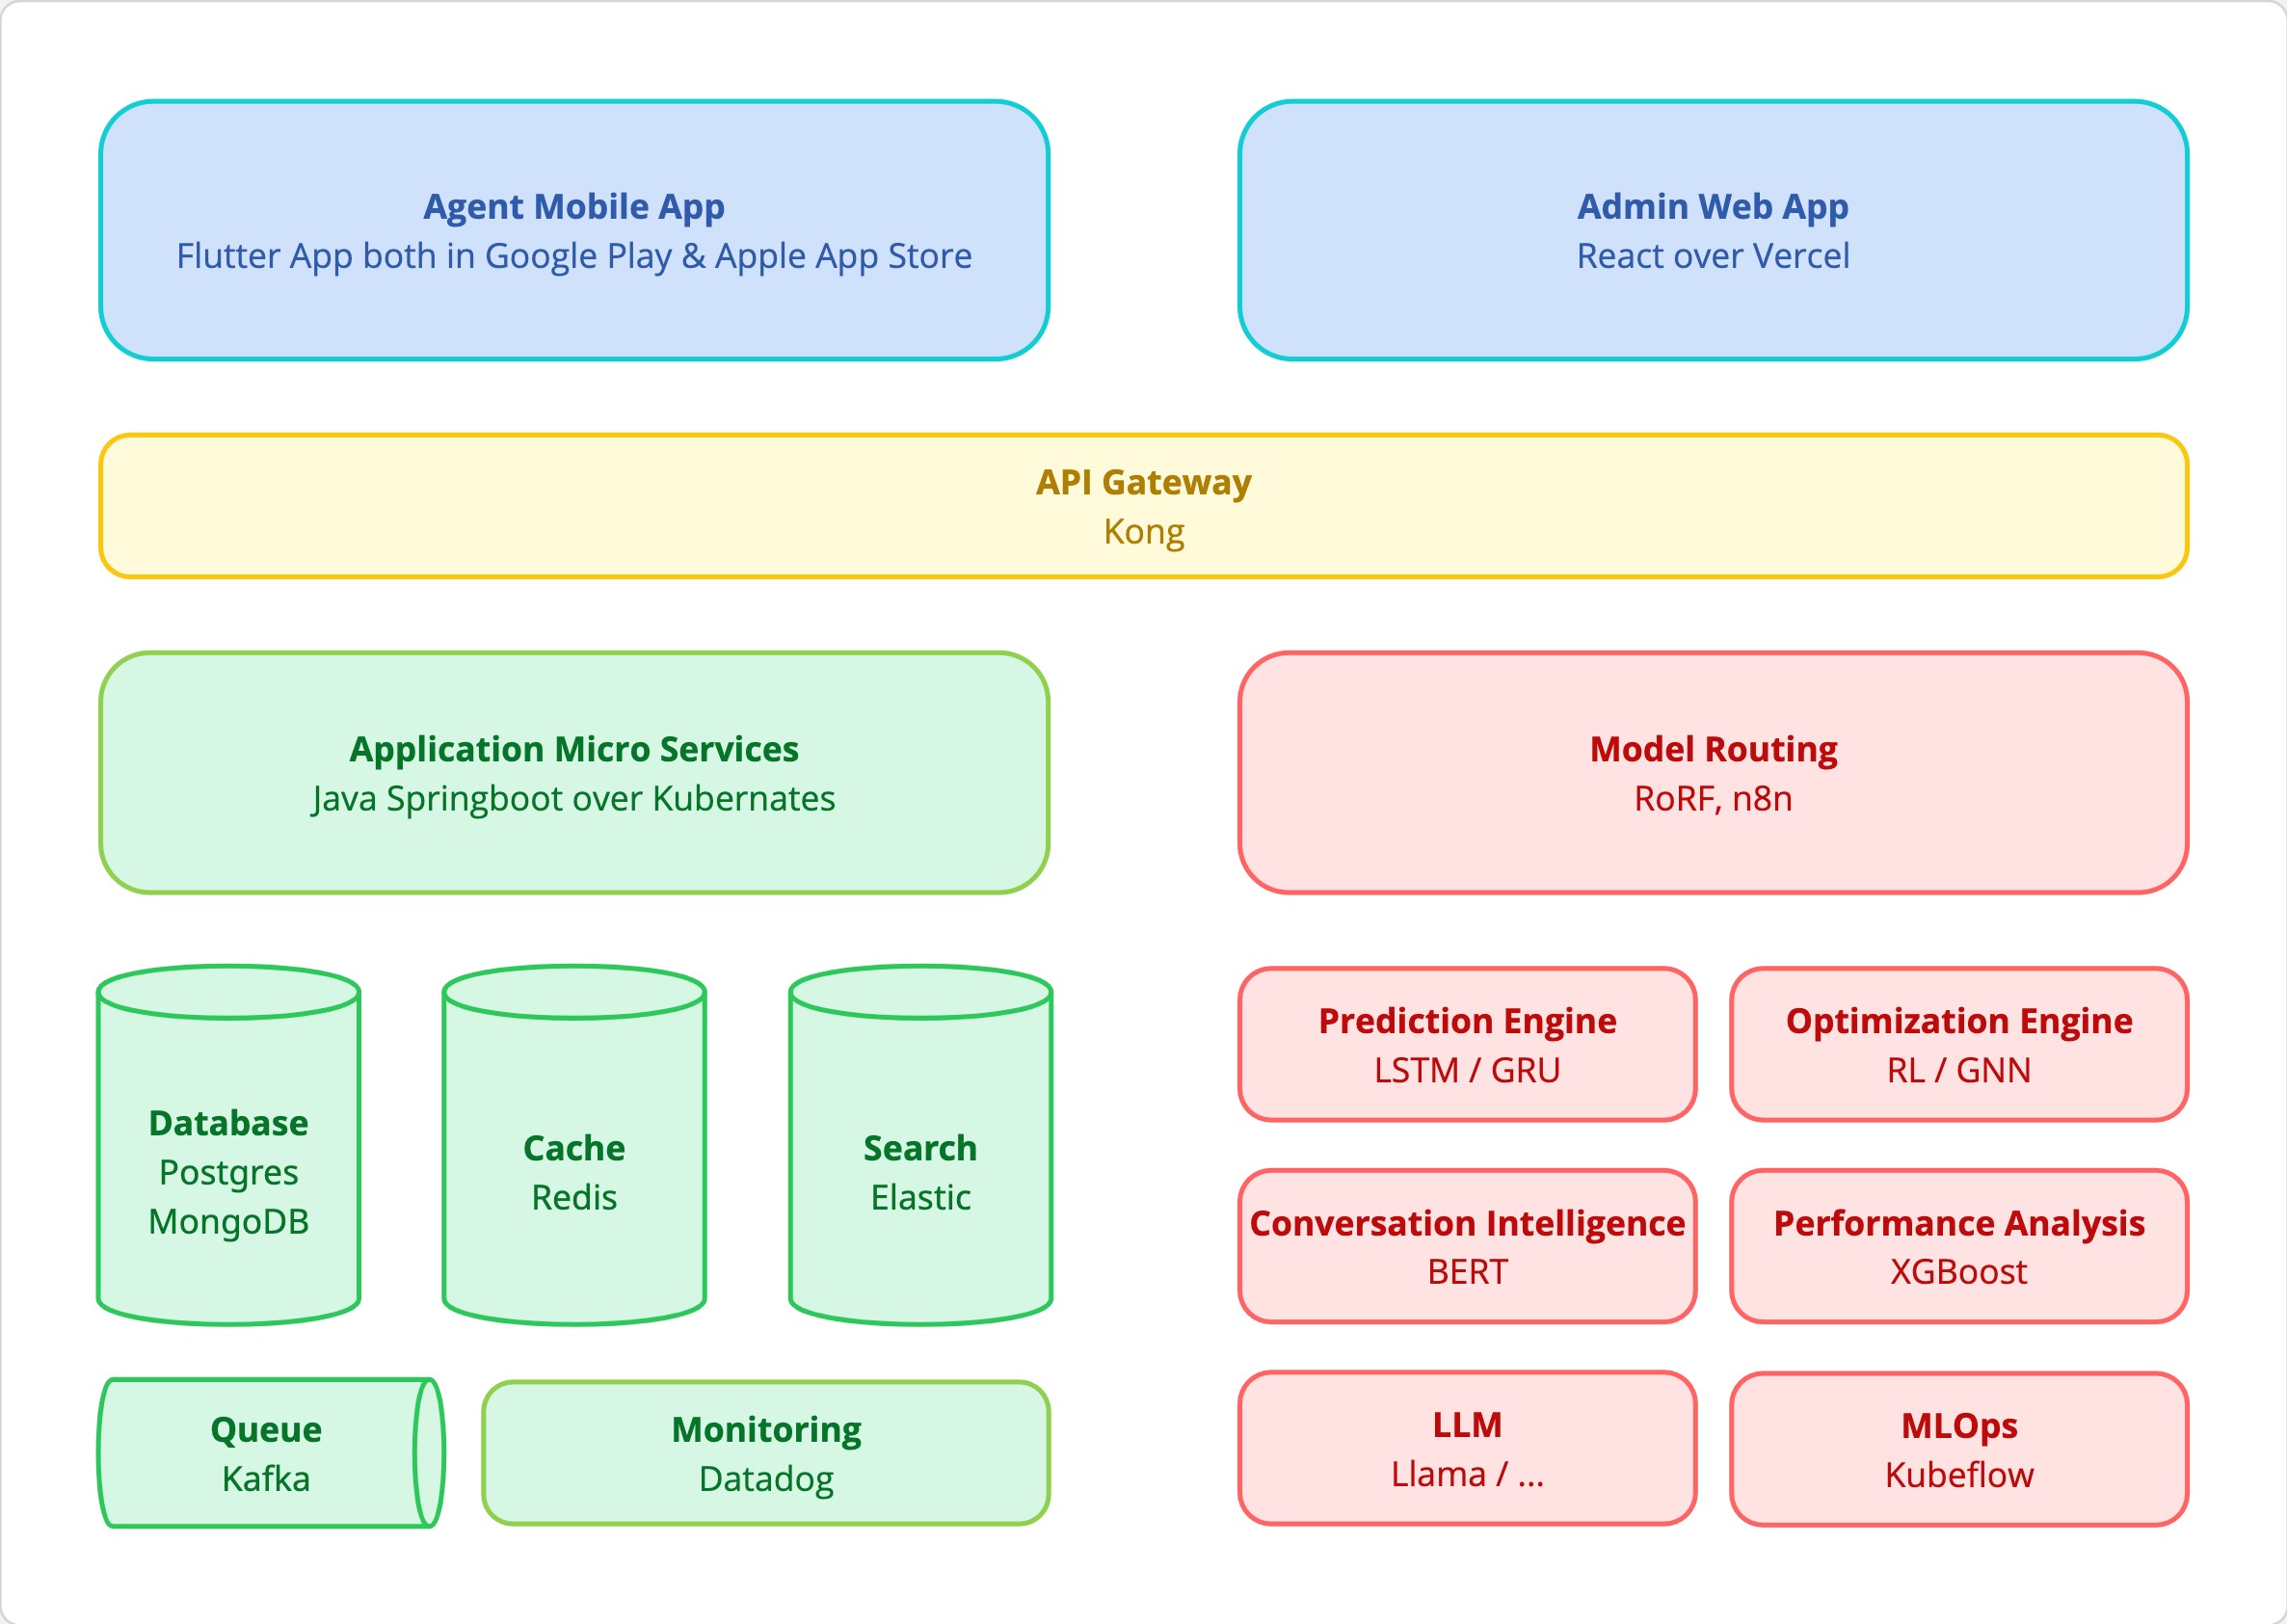 Agent Mobile App
Flutter App both in Google Play & Apple App Store
Admin Web App
React over Vercel
API Gateway
Kong
Application Micro Services
Java Springboot over Kubernates
Model Routing
RoRF, n8n
Database
Postgres
MongoDB
Cache
Redis
Search
Elastic
Prediction Engine
LSTM / GRU
Optimization Engine
RL / GNN
Conversation Intelligence
BERT
Performance Analysis
XGBoost
Queue
Kafka
Monitoring
Datadog
LLM
Llama / ...
MLOps
Kubeflow